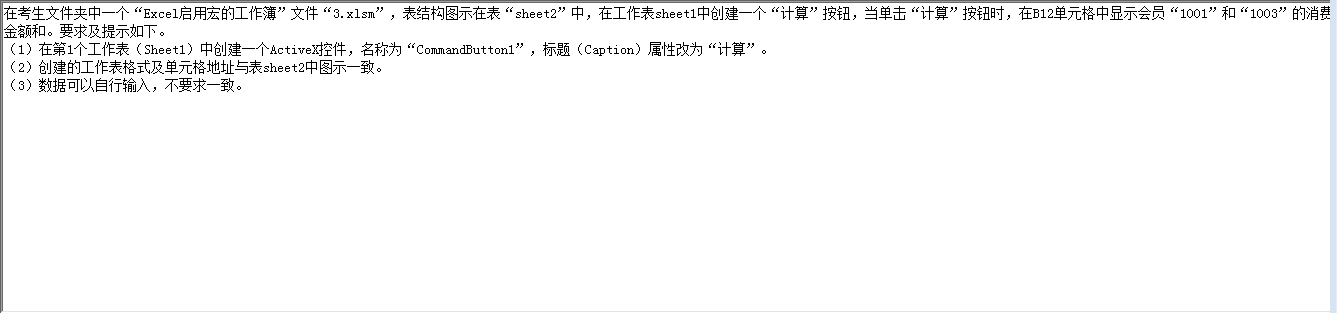 在考生文件夹中一个“Excel启用宏的工作簿”文件“3.xlsm”，表结构图示在表“sheet2”中，在工作表sheet1中创建一个“计算”按钮，当单击“计算”按钮时，在B12单元格中显示会员“1001”和“1003”的消费
金额和。要求及提示如下。
（1）在第1个工作表（Sheet1）中创建一个ActiveX控件，名称为“CommandButton1”，标题（Caption）属性改为“计算”。
（2）创建的工作表格式及单元格地址与表sheet2中图示一致。
（3）数据可以自行输入，不要求一致。